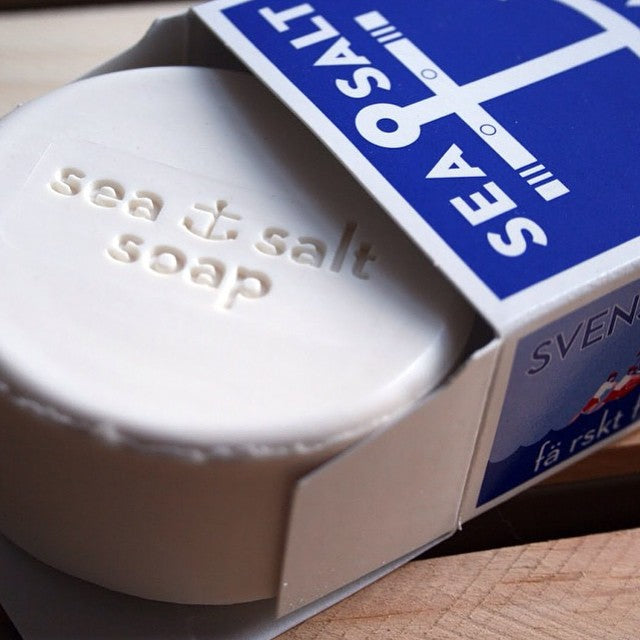 sea salt
soap
SEA SALT
SVENS
få rskt